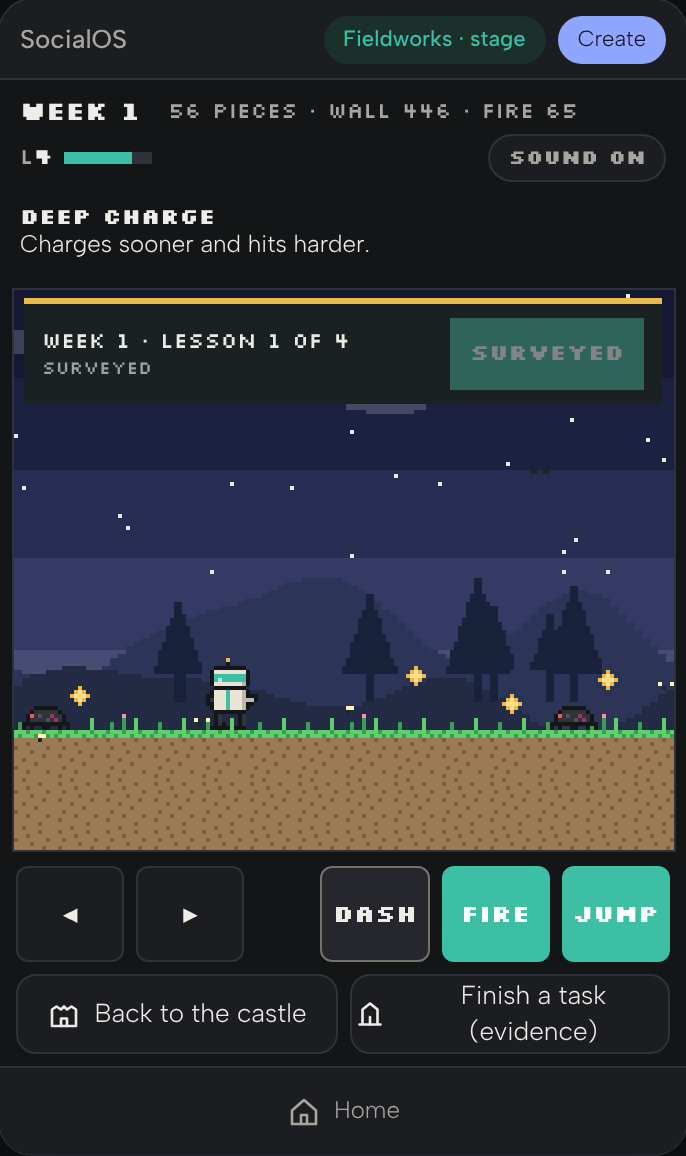 SocialOS
Fieldworks · stage
Create
WEEK 1
56 PIECES · WALL 446 · FIRE 65
L4
SOUND ON
DEEP CHARGE
Charges sooner and hits harder.
WEEK 1 · LESSON 1 OF 4
SURVEYED
SURVEYED
◄
►
DASH
FIRE
JUMP
Back to the castle
Finish a task
(evidence)
Home